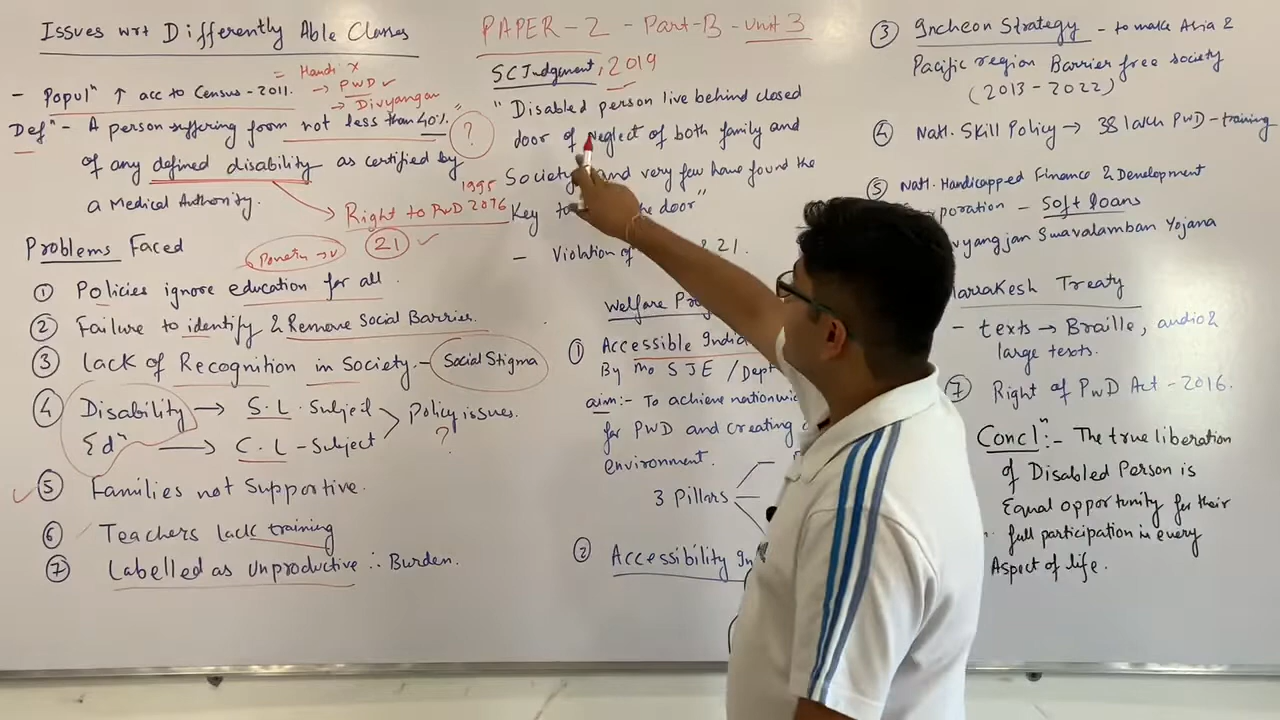 Issues wrt Differently Able Classes
= Handi x
- Populⁿ ↑ acc to Census-2011. → PWD ✓
→ Divyangan
Defⁿ - A person suffering from not less than 40%. "
?
of any defined disability as certified by
a Medical Authority.
1995
Right to PwD 2016
21 ✓
Problems Faced
① Policies ignore education for all.
② Failure to identify & Remove Social Barrier.
③ Lack of Recognition in Society. - Social Stigma
④ Disability → S.L. Subject
Policy issues.
Edⁿ → C.L - Subject
?
⑤ Families not Supportive.
⑥ Teachers lack training
⑦ Labelled as unproductive ∴ Burden.
PAPER-2 - Part-B - unit 3
SC Judgement, 2019
"Disabled person live behind closed
door of neglect of both family and
Society and very few have found the
Key to the door"
- Violation of & 21.
Welfare
① Accessible India
By Mo SJE / Dept
aim:- To achieve
for PWD and creating
environment.
3 Pillars
② Accessibility
③ Incheon Strategy - to make Asia &
Pacific region Barrier free society
(2013-2022)
④ Natl. Skill Policy → 38 lakh PWD - training
⑤ Natl. Handicapped Finance & Development
- Soft loans
Swavalamban Yojana
Marrakesh Treaty
- texts → Braille, audio &
large texts.
⑦ Right of PwD Act - 2016.
Conclⁿ:- The true liberation
of Disabled Person is
Equal opportunity for their
full participation in every
Aspect of life.